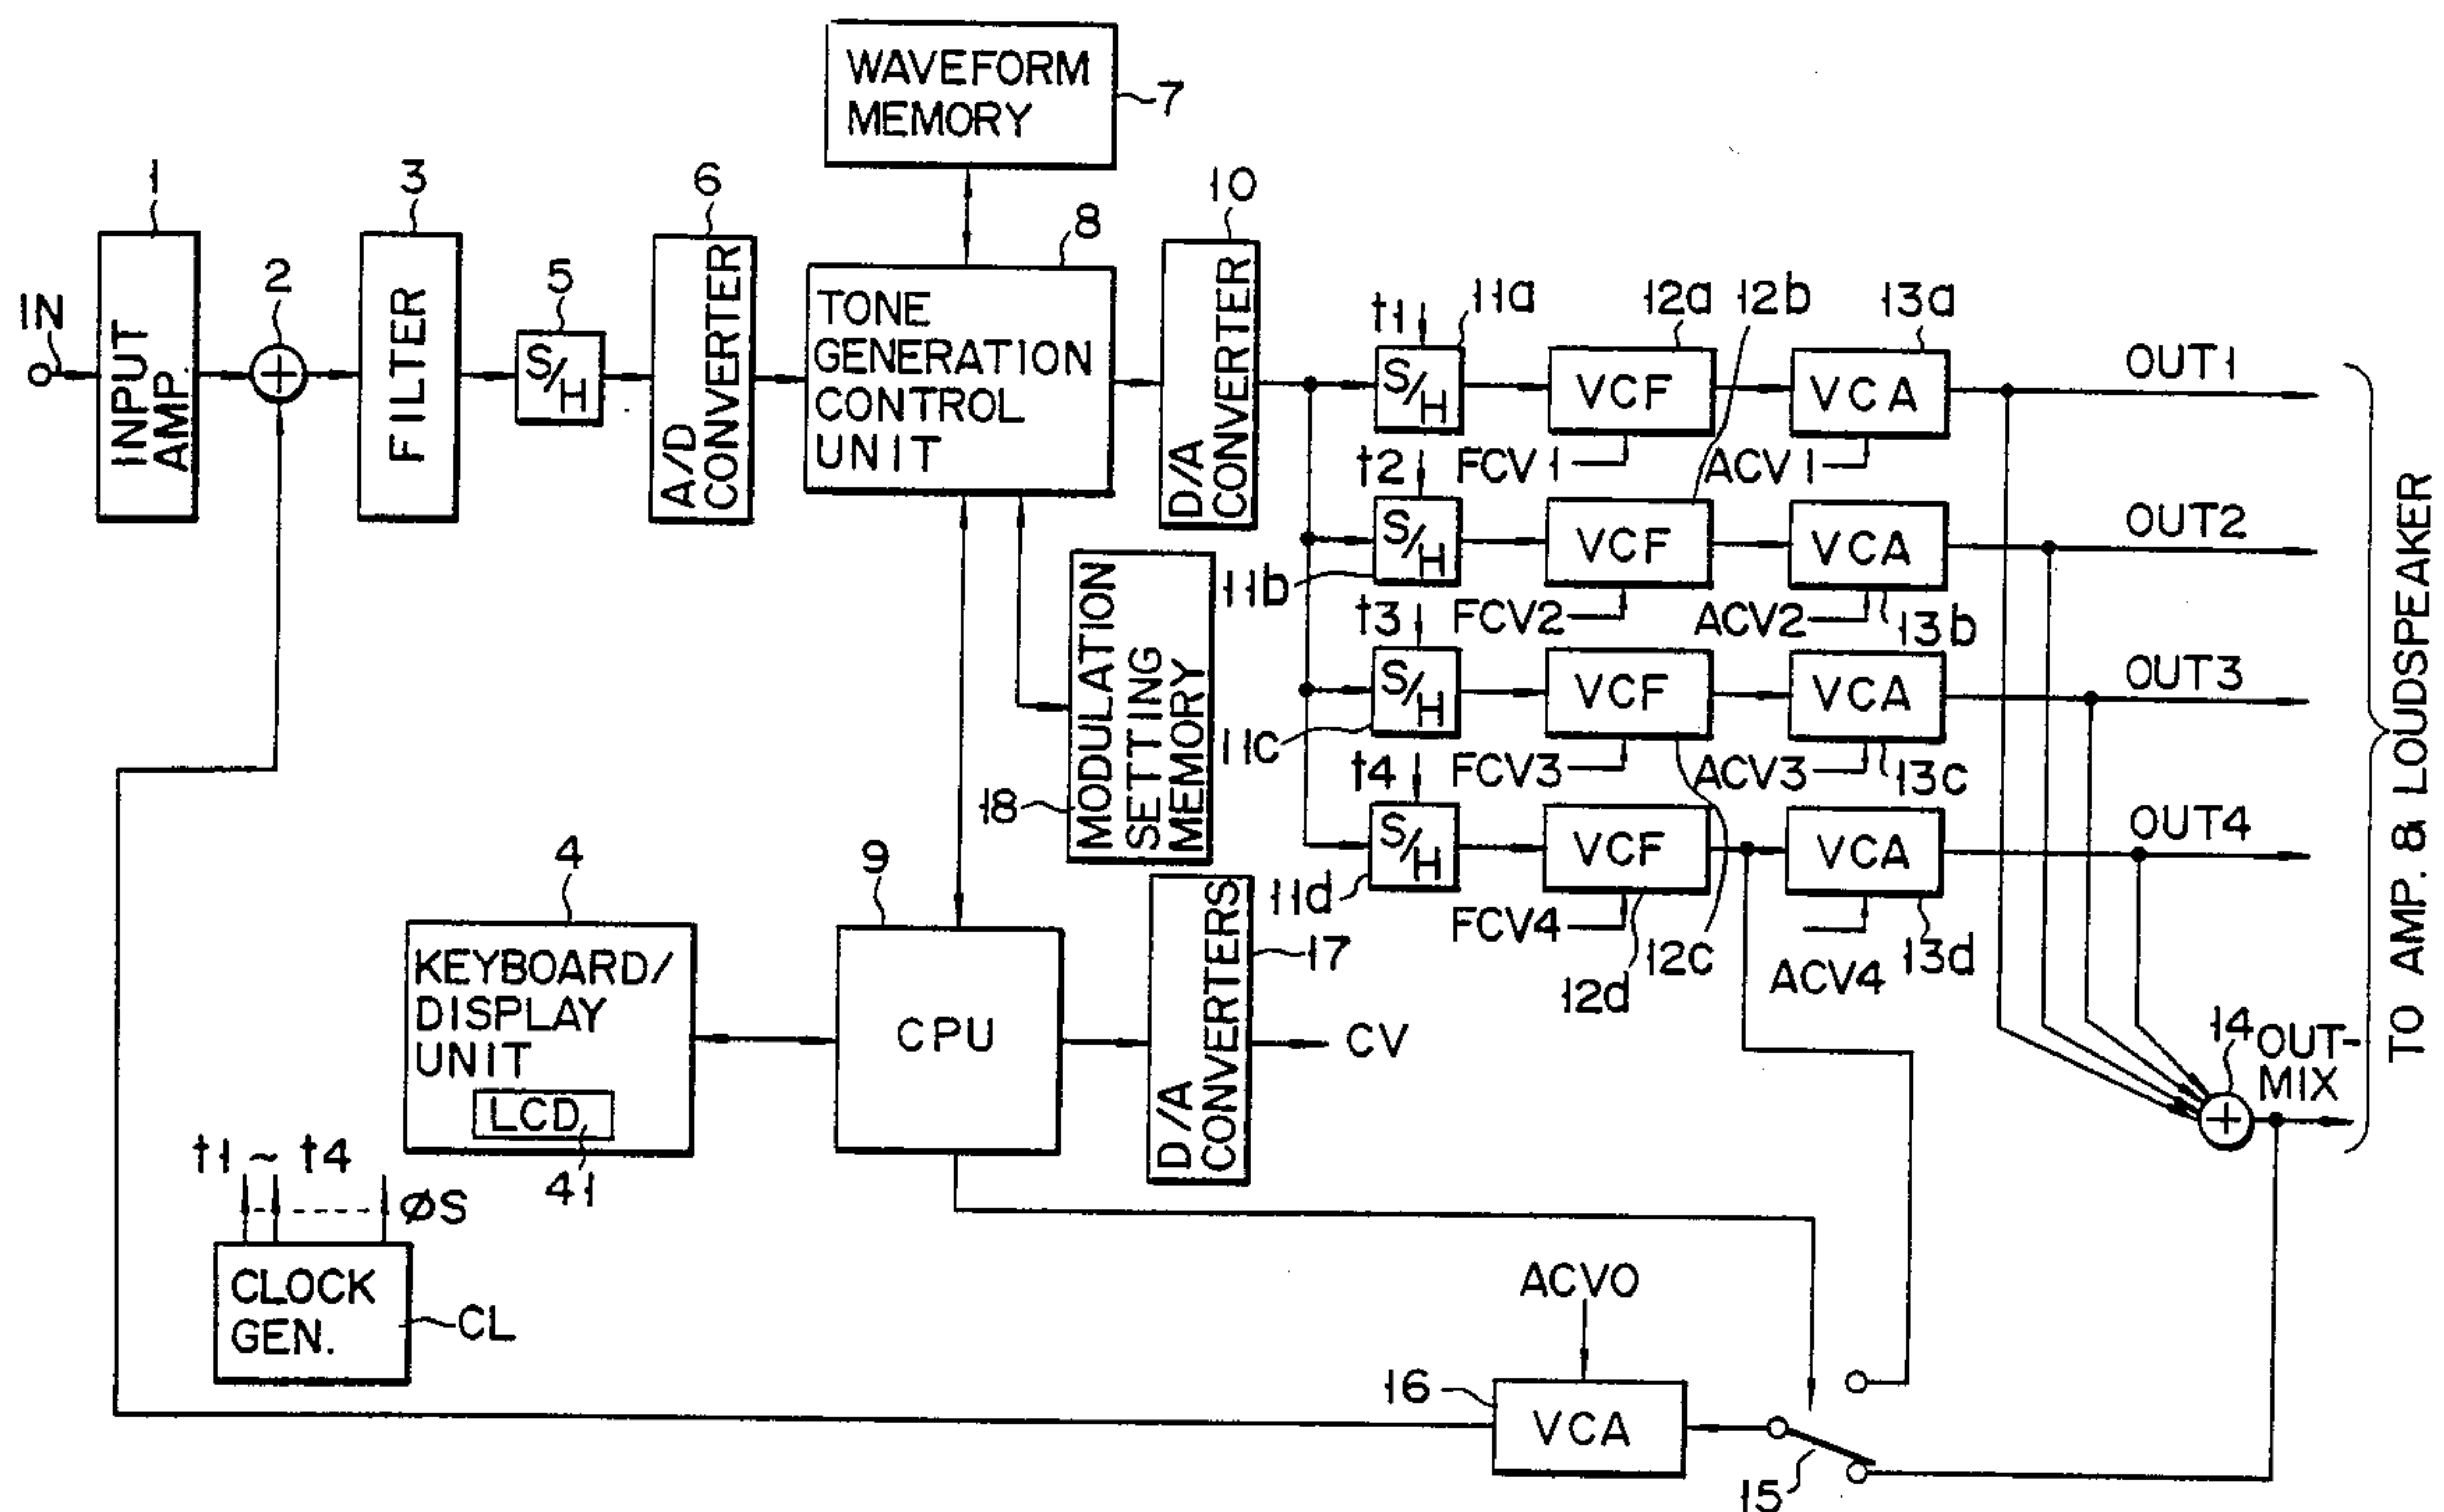 WAVEFORM
MEMORY
7
1
3
6
8
10
2
5
IN
INPUT
AMP.
+
FILTER
S/H
A/D
CONVERTER
TONE
GENERATION
CONTROL
UNIT
D/A
CONVERTER
t1
11a
12a
12b
13a
S/H
VCF
VCA
OUT1
FCV1
ACV1
t2
S/H
VCF
VCA
OUT2
11b
FCV2
ACV2
13b
t3
S/H
VCF
VCA
OUT3
11c
FCV3
ACV3
13c
t4
S/H
VCF
VCA
OUT4
11d
FCV4
12d
12c
ACV4
13d
MODULATION
SETTING
MEMORY
18
4
KEYBOARD/
DISPLAY
UNIT
LCD
41
9
CPU
D/A
CONVERTERS
17
CV
14
OUT-
MIX
+
TO AMP. & LOUDSPEAKER
t1 ~ t4
øS
CLOCK
GEN.
CL
ACV0
16
VCA
15